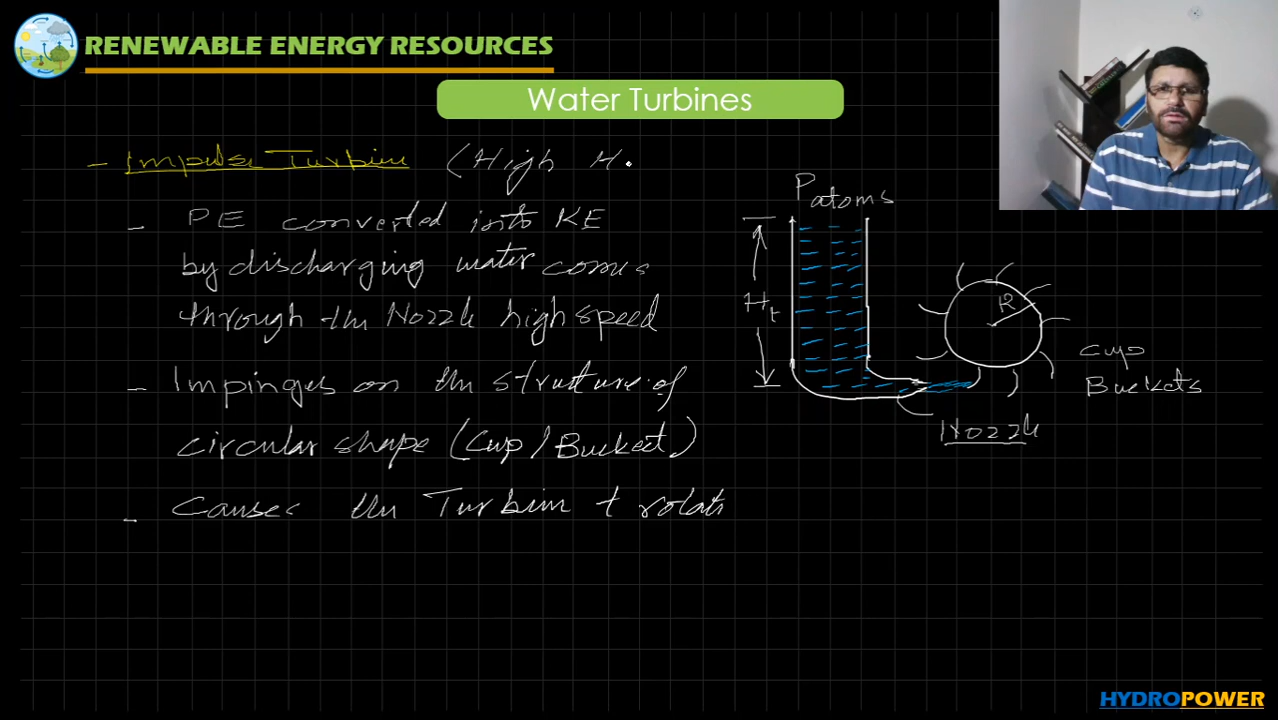 RENEWABLE ENERGY RESOURCES
Water Turbines
- Impulse Turbine (High H
- PE converted into KE
by discharging water comes
through the Nozzle high speed
- Impinges on the structure of
circular shape (Cup/Bucket)
- Causes the Turbine t rotate
Patoms
Ht
R
Cup
Buckets
Nozzle
HYDROPOWER